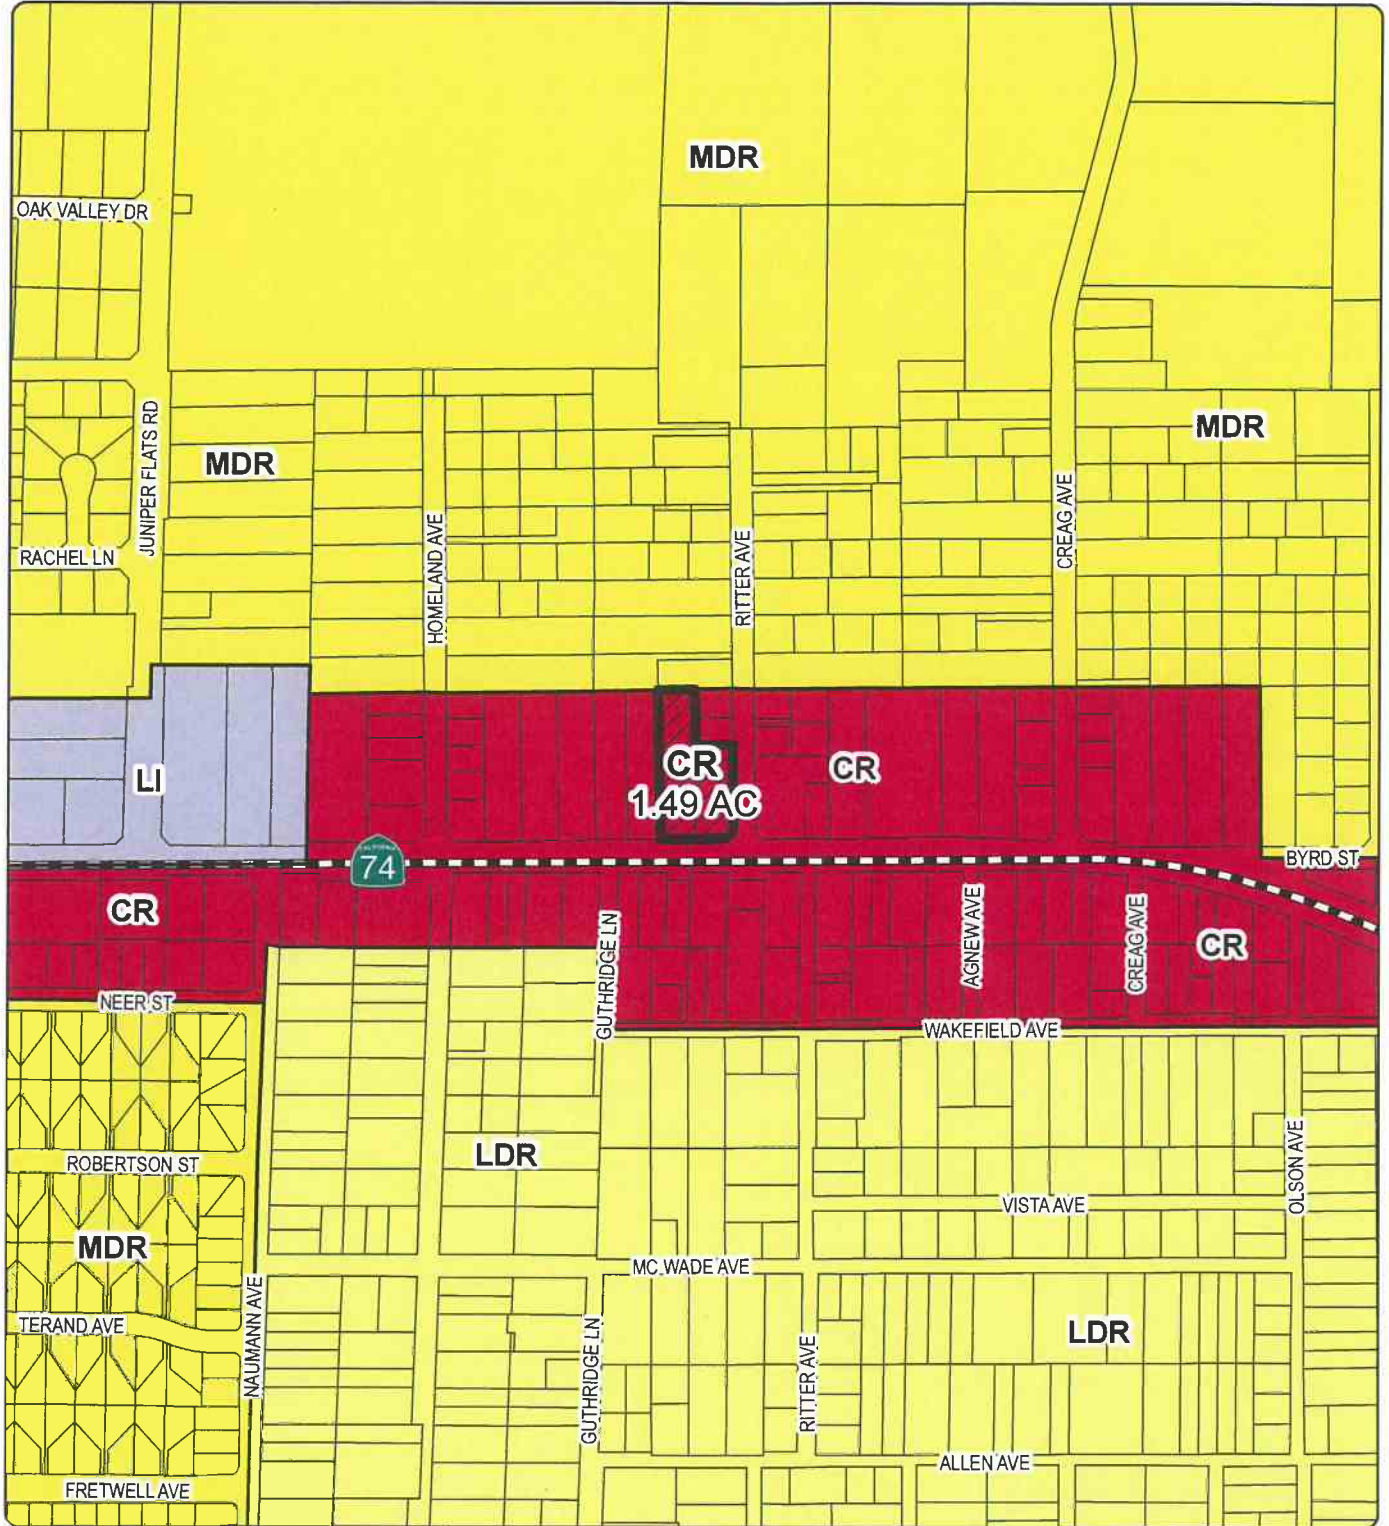 MDR
OAK VALLEY DR
JUNIPER FLATS RD
MDR
MDR
HOMELAND AVE
RITTER AVE
CREAG AVE
RACHEL LN
CR
1.49 AC
CR
LI
CALIFORNIA
74
BYRD ST
CR
GUTHRIDGE LN
AGNEW AVE
CREAG AVE
CR
NEER ST
WAKEFIELD AVE
ROBERTSON ST
LDR
OLSON AVE
VISTA AVE
MDR
MC WADE AVE
NAUMANN AVE
TERAND AVE
GUTHRIDGE LN
RITTER AVE
LDR
ALLEN AVE
FRETWELL AVE